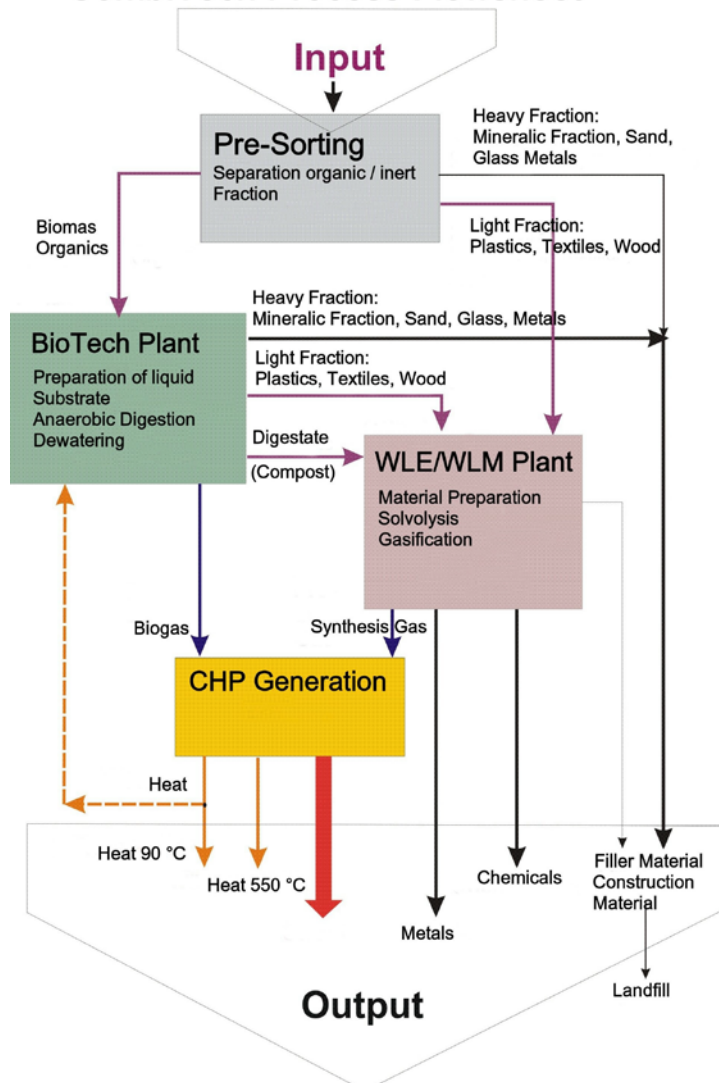 Input
Pre-Sorting
Separation organic / inert
Fraction
Heavy Fraction:
Mineralic Fraction, Sand,
Glass Metals
Biomas
Organics
Light Fraction:
Plastics, Textiles, Wood
Heavy Fraction:
Mineralic Fraction, Sand, Glass, Metals
BioTech Plant
Preparation of liquid
Substrate
Anaerobic Digestion
Dewatering
Light Fraction:
Plastics, Textiles, Wood
Digestate
(Compost)
WLE/WLM Plant
Material Preparation
Solvolysis
Gasification
Biogas
Synthesis Gas
CHP Generation
Heat
Heat 90 °C
Heat 550 °C
Chemicals
Metals
Filler Material
Construction
Material
Landfill
Output